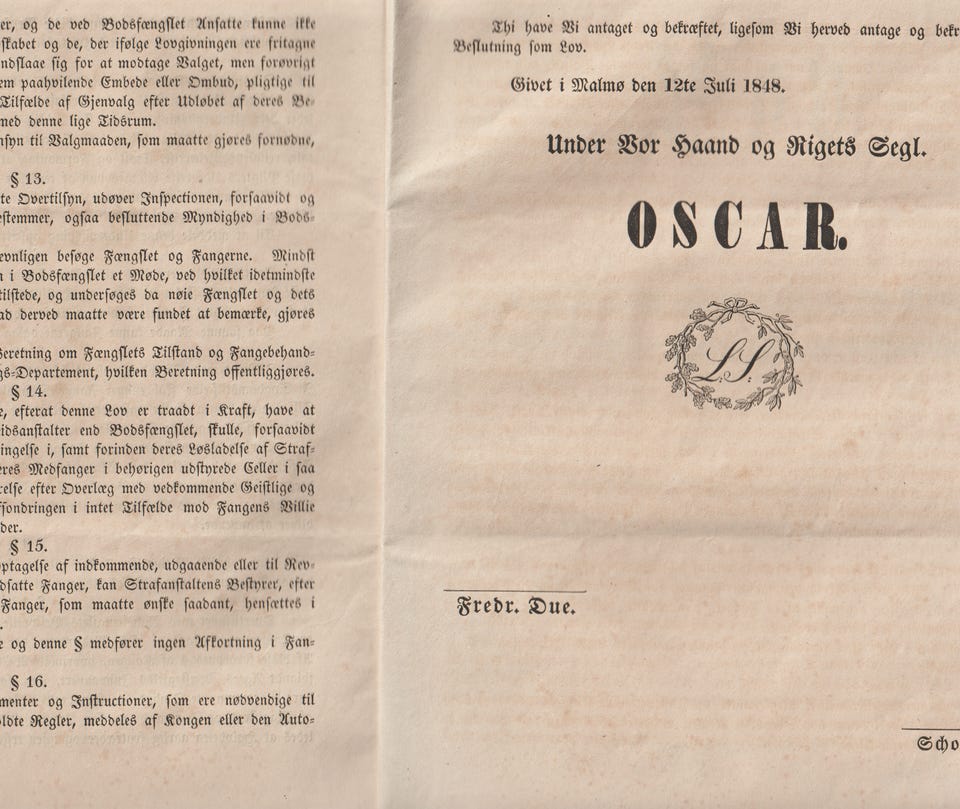 er, og de ved Bodsfængslet Ansatte kunne ikke
skabet og de, der ifølge Lovgivningen ere fritagne
ndslaae sig for at modtage Valget, men forøvrigt
em paahvilende Embede eller Ombud, pligtige til
Tilfælde af Gjenvalg efter Udløbet af deres Be-
med denne lige Tidsrum.
nsyn til Valgmaaden, som maatte gjøres fornødne,
§ 13.
te Overtilsyn, udøver Inspectionen, forsaavidt og
estemmer, ogsaa besluttende Myndighed i Bods-
evnligen besøge Fængslet og Fangerne. Mindst
n i Bodsfængslet et Møde, ved hvilket idetmindste
tilstede, og undersøges da nøie Fængslet og dets
ad derved maatte være fundet at bemærke, gjøres
Beretning om Fængslets Tilstand og Fangebehand-
gs-Departement, hvilken Beretning offentliggjøres.
§ 14.
e, efterat denne Lov er traadt i Kraft, have at
eidsanstalter end Bodsfængslet, skulle, forsaavidt
ingelse i, samt forinden deres Løsladelse af Straf-
eres Medfanger i behørigen udstyrede Celler i saa
relse efter Overlæg med vedkommende Geistlige og
fsondringen i intet Tilfælde mod Fangens Villie
der.
§ 15.
ptagelse af indkommende, udgaaende eller til Rev-
dsatte Fanger, kan Strafanstaltens Bestyrer, efter
Fanger, som maatte ønske saadant, hensættes i
e og denne § medfører ingen Afkortning i Fan-
§ 16.
menter og Instructioner, som ere nødvendige til
oldte Regler, meddeles af Kongen eller den Auto-
Thi have Vi antaget og bekræftet, ligesom Vi herved antage og bekr
Beslutning som Lov.
Givet i Malmø den 12te Juli 1848.
Under Vor Haand og Rigets Segl.
OSCAR.
L.S.
Fredr. Due.
Scho